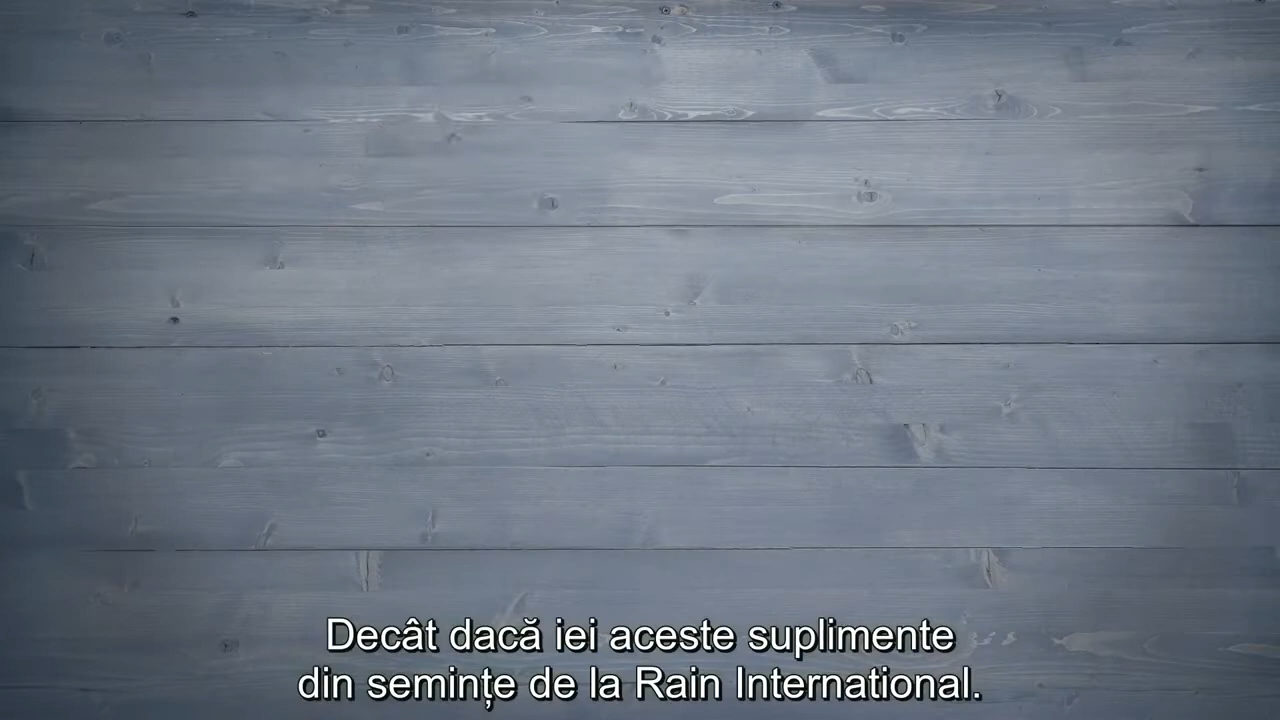 Decât dacă iei aceste suplimente
din semințe de la Rain International.